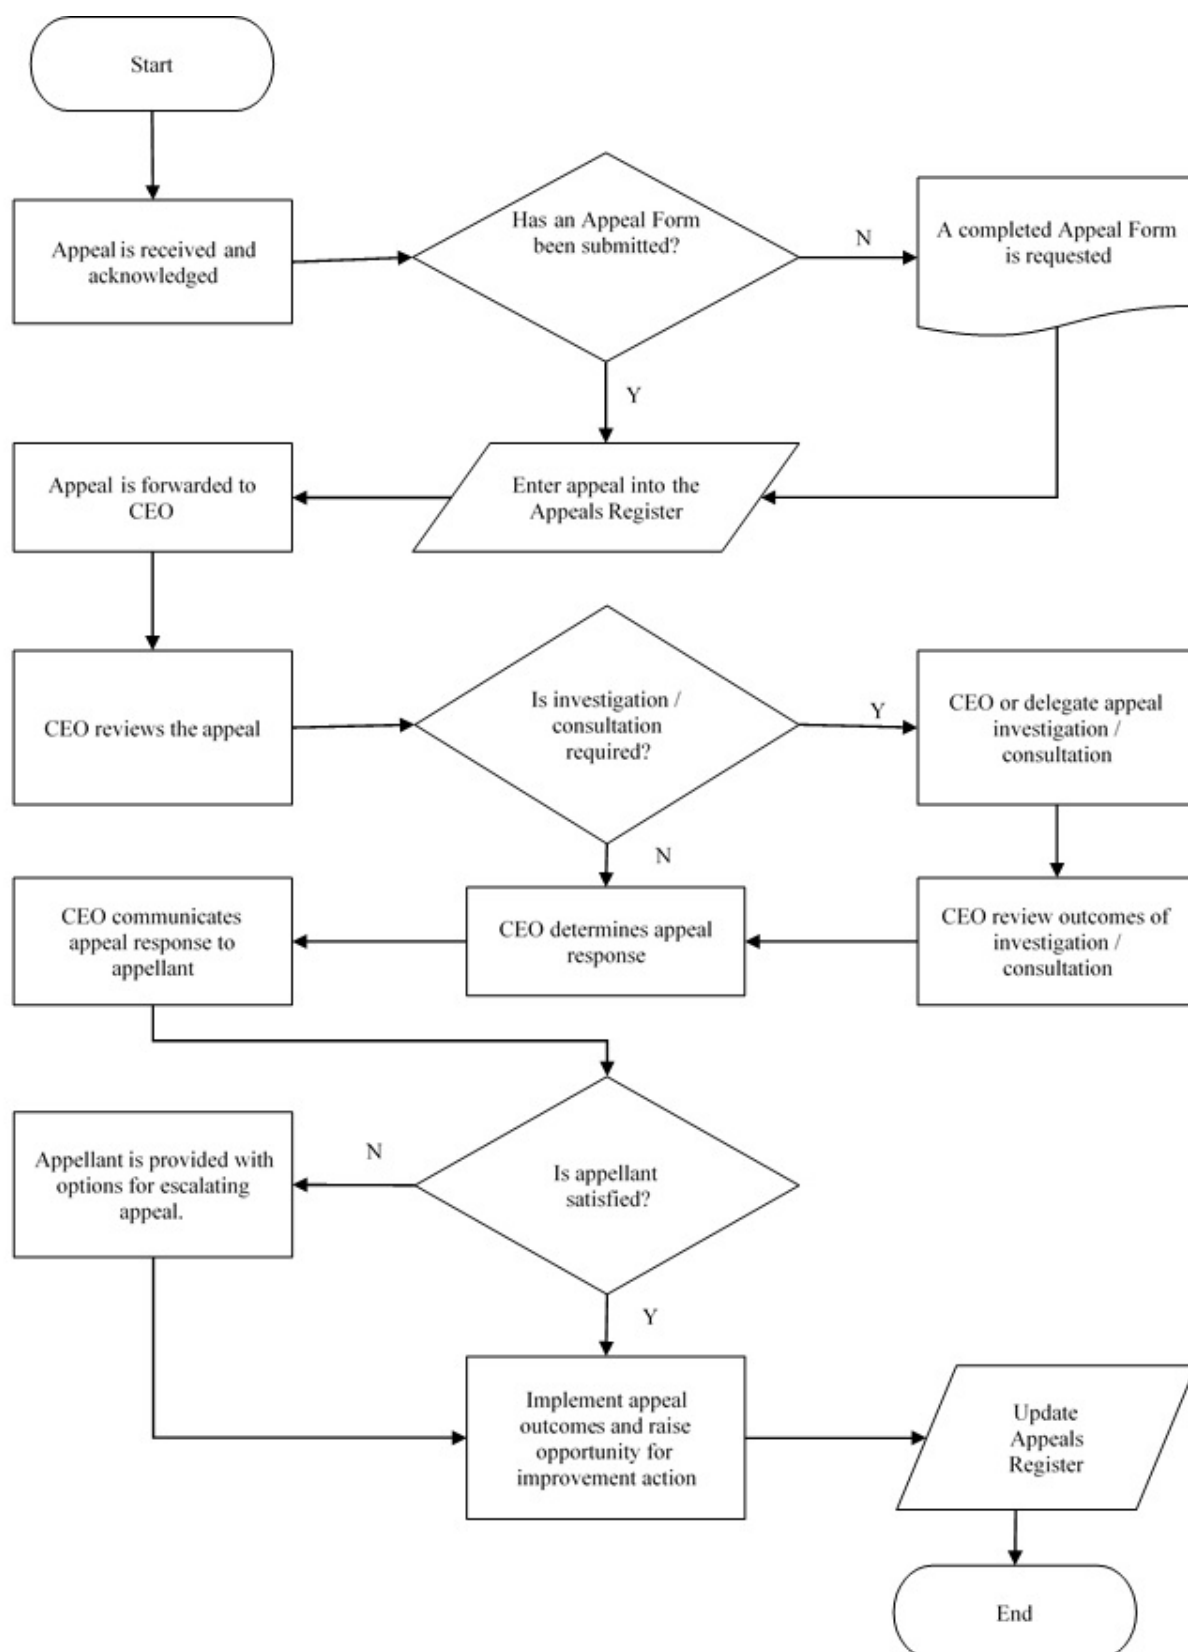 Start
Appeal is received and
acknowledged
Has an Appeal Form
been submitted?
N
A completed Appeal Form
is requested
Y
Enter appeal into the
Appeals Register
Appeal is forwarded to
CEO
CEO reviews the appeal
Is investigation /
consultation
required?
Y
CEO or delegate appeal
investigation /
consultation
N
CEO review outcomes of
investigation /
consultation
CEO determines appeal
response
CEO communicates
appeal response to
appellant
Is appellant
satisfied?
N
Appellant is provided with
options for escalating
appeal.
Y
Implement appeal
outcomes and raise
opportunity for
improvement action
Update
Appeals
Register
End